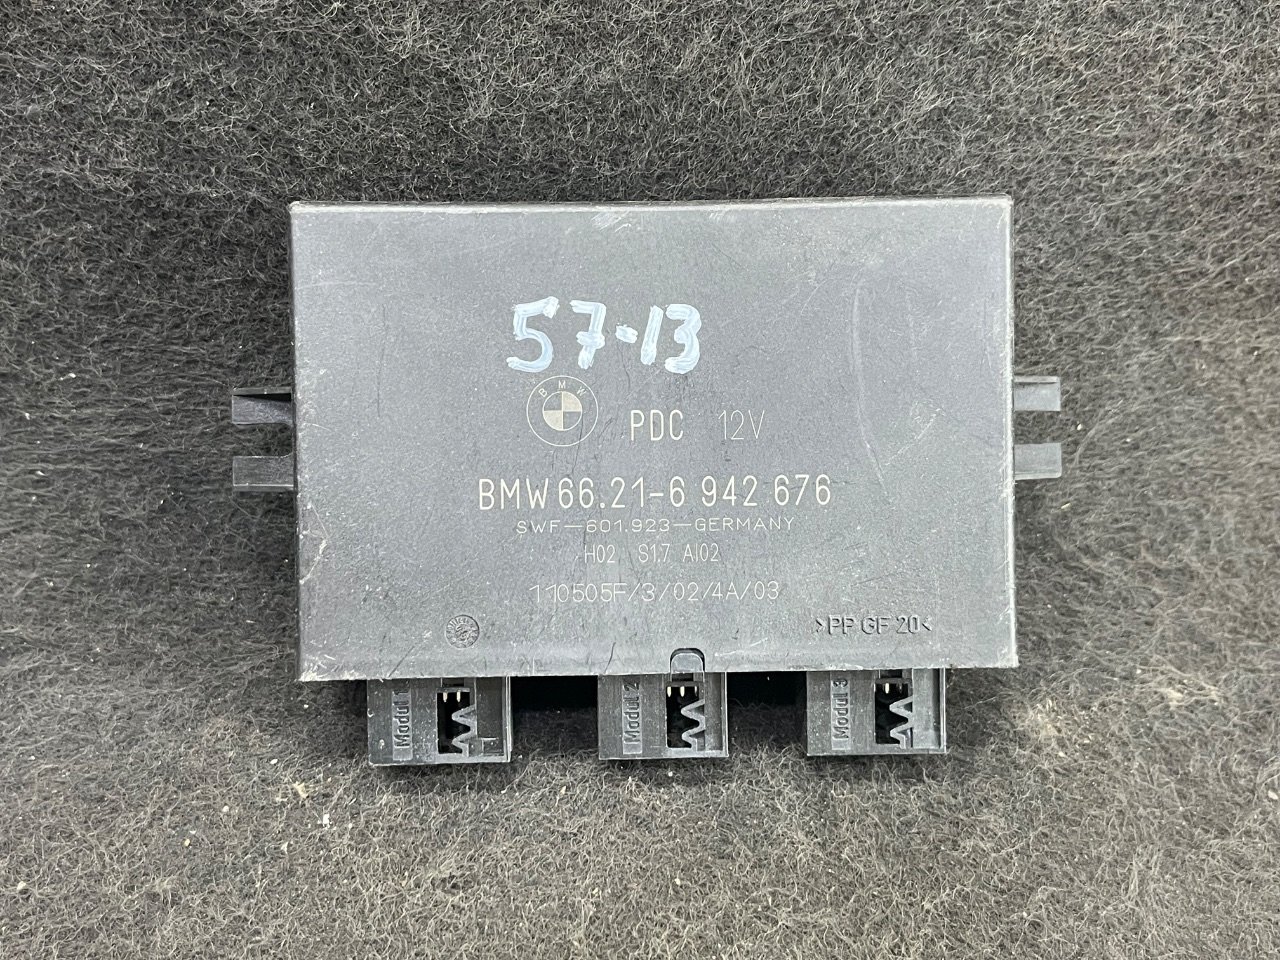 57-13
BMW
PDC 12V
BMW 66.21-6 942 676
SWF-601.923-GERMANY
H02 S1.7 AI02
110505F/3/02/4A/03
>PP GF 20<
Modul 1
Modul 2
Modul 3